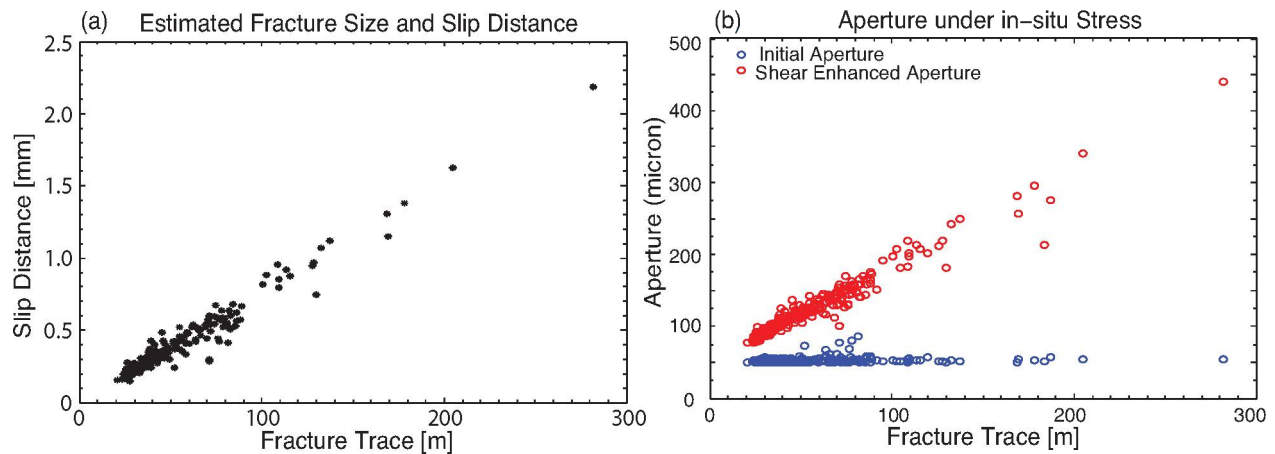 (a) Estimated Fracture Size and Slip Distance
2.5
2.0
1.5
1.0
0.5
0
0 100 200 300
Slip Distance [mm]
Fracture Trace [m]
(b) Aperture under in-situ Stress
Initial Aperture
Shear Enhanced Aperture
500
400
300
200
100
0
0 100 200 300
Aperture (micron)
Fracture Trace [m]